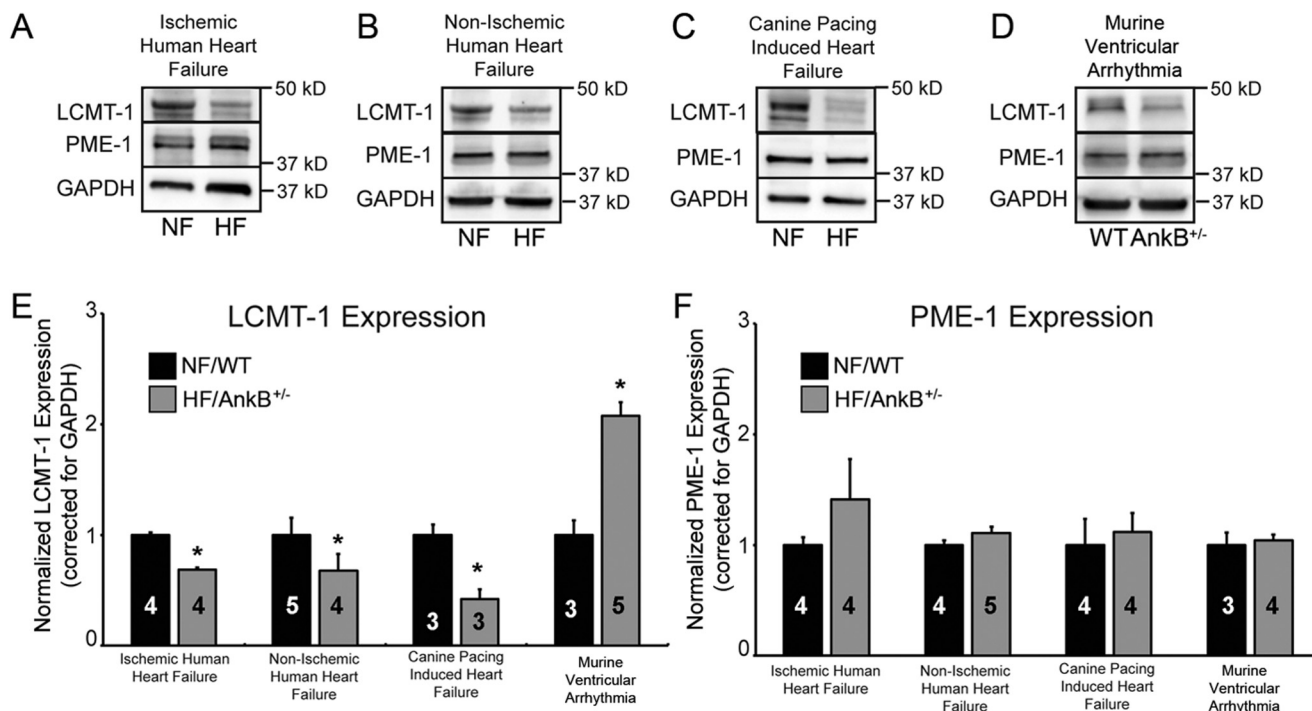 A
Ischemic
Human Heart
Failure
50 kD
LCMT-1
PME-1
37 kD
GAPDH
37 kD
NF HF
B
Non-Ischemic
Human Heart
Failure
50 kD
LCMT-1
PME-1
37 kD
GAPDH
37 kD
NF HF
C
Canine Pacing
Induced Heart
Failure
50 kD
LCMT-1
PME-1
37 kD
GAPDH
37 kD
NF HF
D
Murine
Ventricular
Arrhythmia
50 kD
LCMT-1
PME-1
37 kD
GAPDH
37 kD
WT AnkB+/-
E
LCMT-1 Expression
Normalized LCMT-1 Expression
(corrected for GAPDH)
3
2
1
0
NF/WT
HF/AnkB+/-
*
*
*
*
4 4 5 4 3 3 3 5
Ischemic Human
Heart Failure
Non-Ischemic
Human Heart
Failure
Canine Pacing
Induced Heart
Failure
Murine
Ventricular
Arrhythmia
F
PME-1 Expression
Normalized PME-1 Expression
(corrected for GAPDH)
3
2
1
0
NF/WT
HF/AnkB+/-
4 4 4 5 4 4 3 4
Ischemic Human
Heart Failure
Non-Ischemic
Human Heart
Failure
Canine Pacing
Induced Heart
Failure
Murine
Ventricular
Arrhythmia